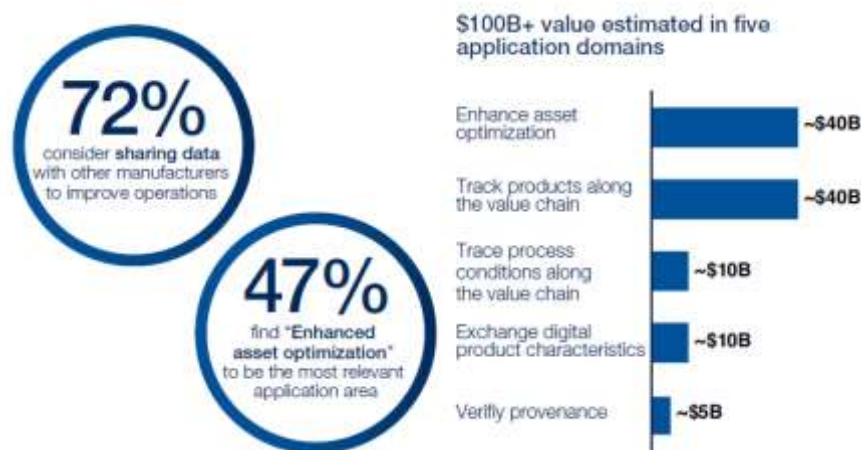 72%
consider sharing data
with other manufacturers
to improve operations
47%
find "Enhanced
asset optimization"
to be the most relevant
application area
$100B+ value estimated in five
application domains
Enhance asset
optimization
~$40B
Track products along
the value chain
~$40B
Trace process
conditions along
the value chain
~$10B
Exchange digital
product characteristics
~$10B
Verifiy provenance
~$5B